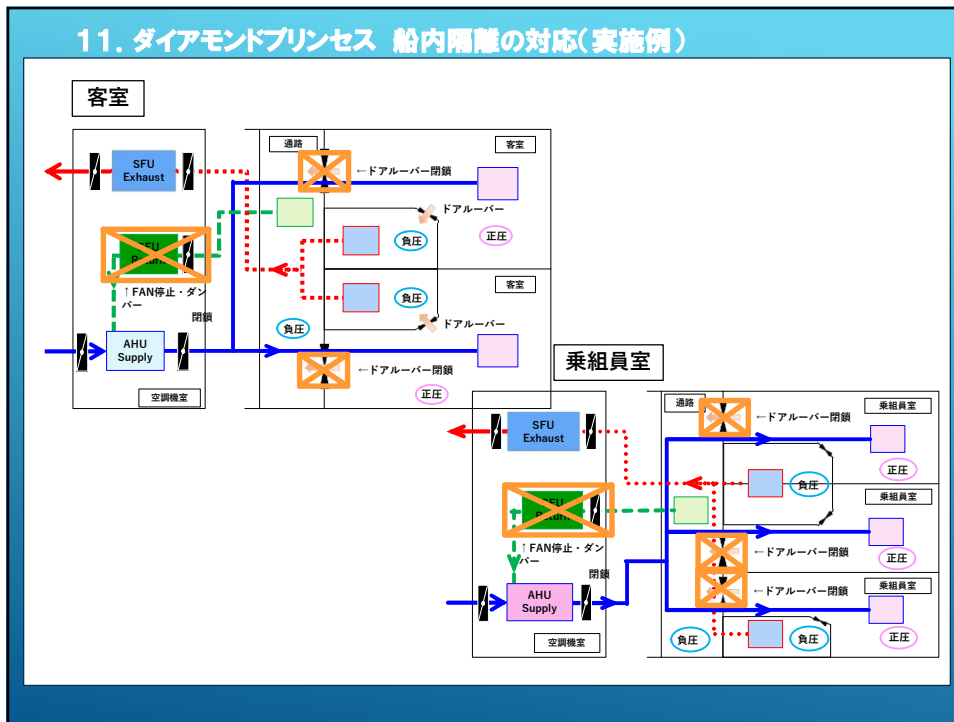 11. ダイアモンドプリンセス 船内隔離の対応(実施例)
客室
通路
客室
SFU
Exhaust
←ドアルーバー閉鎖
ドアルーバー
負圧
正圧
SFU
Return
↑FAN停止・ダン
パー
閉鎖
客室
負圧
ドアルーバー
負圧
AHU
Supply
←ドアルーバー閉鎖
正圧
空調機室
乗組員室
通路
乗組員室
←ドアルーバー閉鎖
SFU
Exhaust
正圧
負圧
SFU
Return
乗組員室
↑FAN停止・ダン
パー
閉鎖
←ドアルーバー閉鎖
正圧
乗組員室
AHU
Supply
←ドアルーバー閉鎖
正圧
負圧
負圧
空調機室